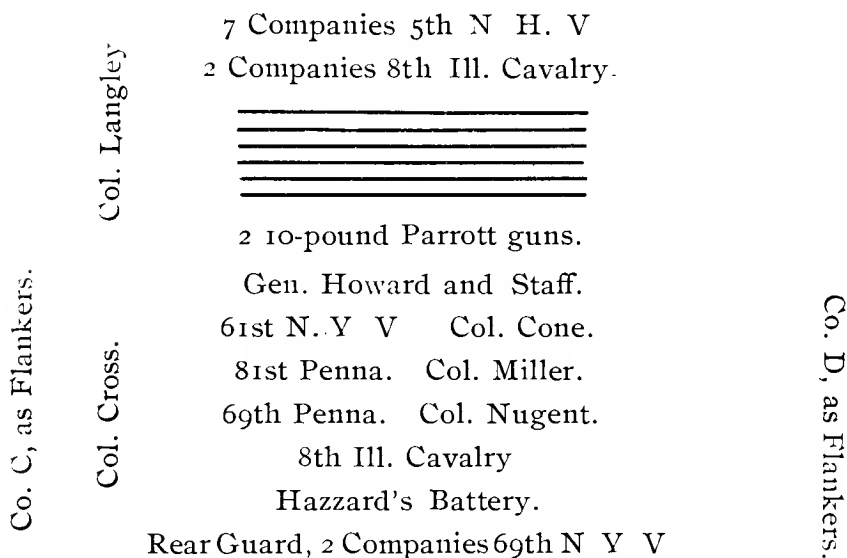 7 Companies 5th N H. V
2 Companies 8th Ill. Cavalry.
Col. Langley
2 10-pound Parrott guns.
Gen. Howard and Staff.
61st N. Y V Col. Cone.
81st Penna. Col. Miller.
69th Penna. Col. Nugent.
8th Ill. Cavalry
Hazzard's Battery.
Rear Guard, 2 Companies 69th N Y V
Col. Cross.
Co. C, as Flankers.
Co. D, as Flankers.